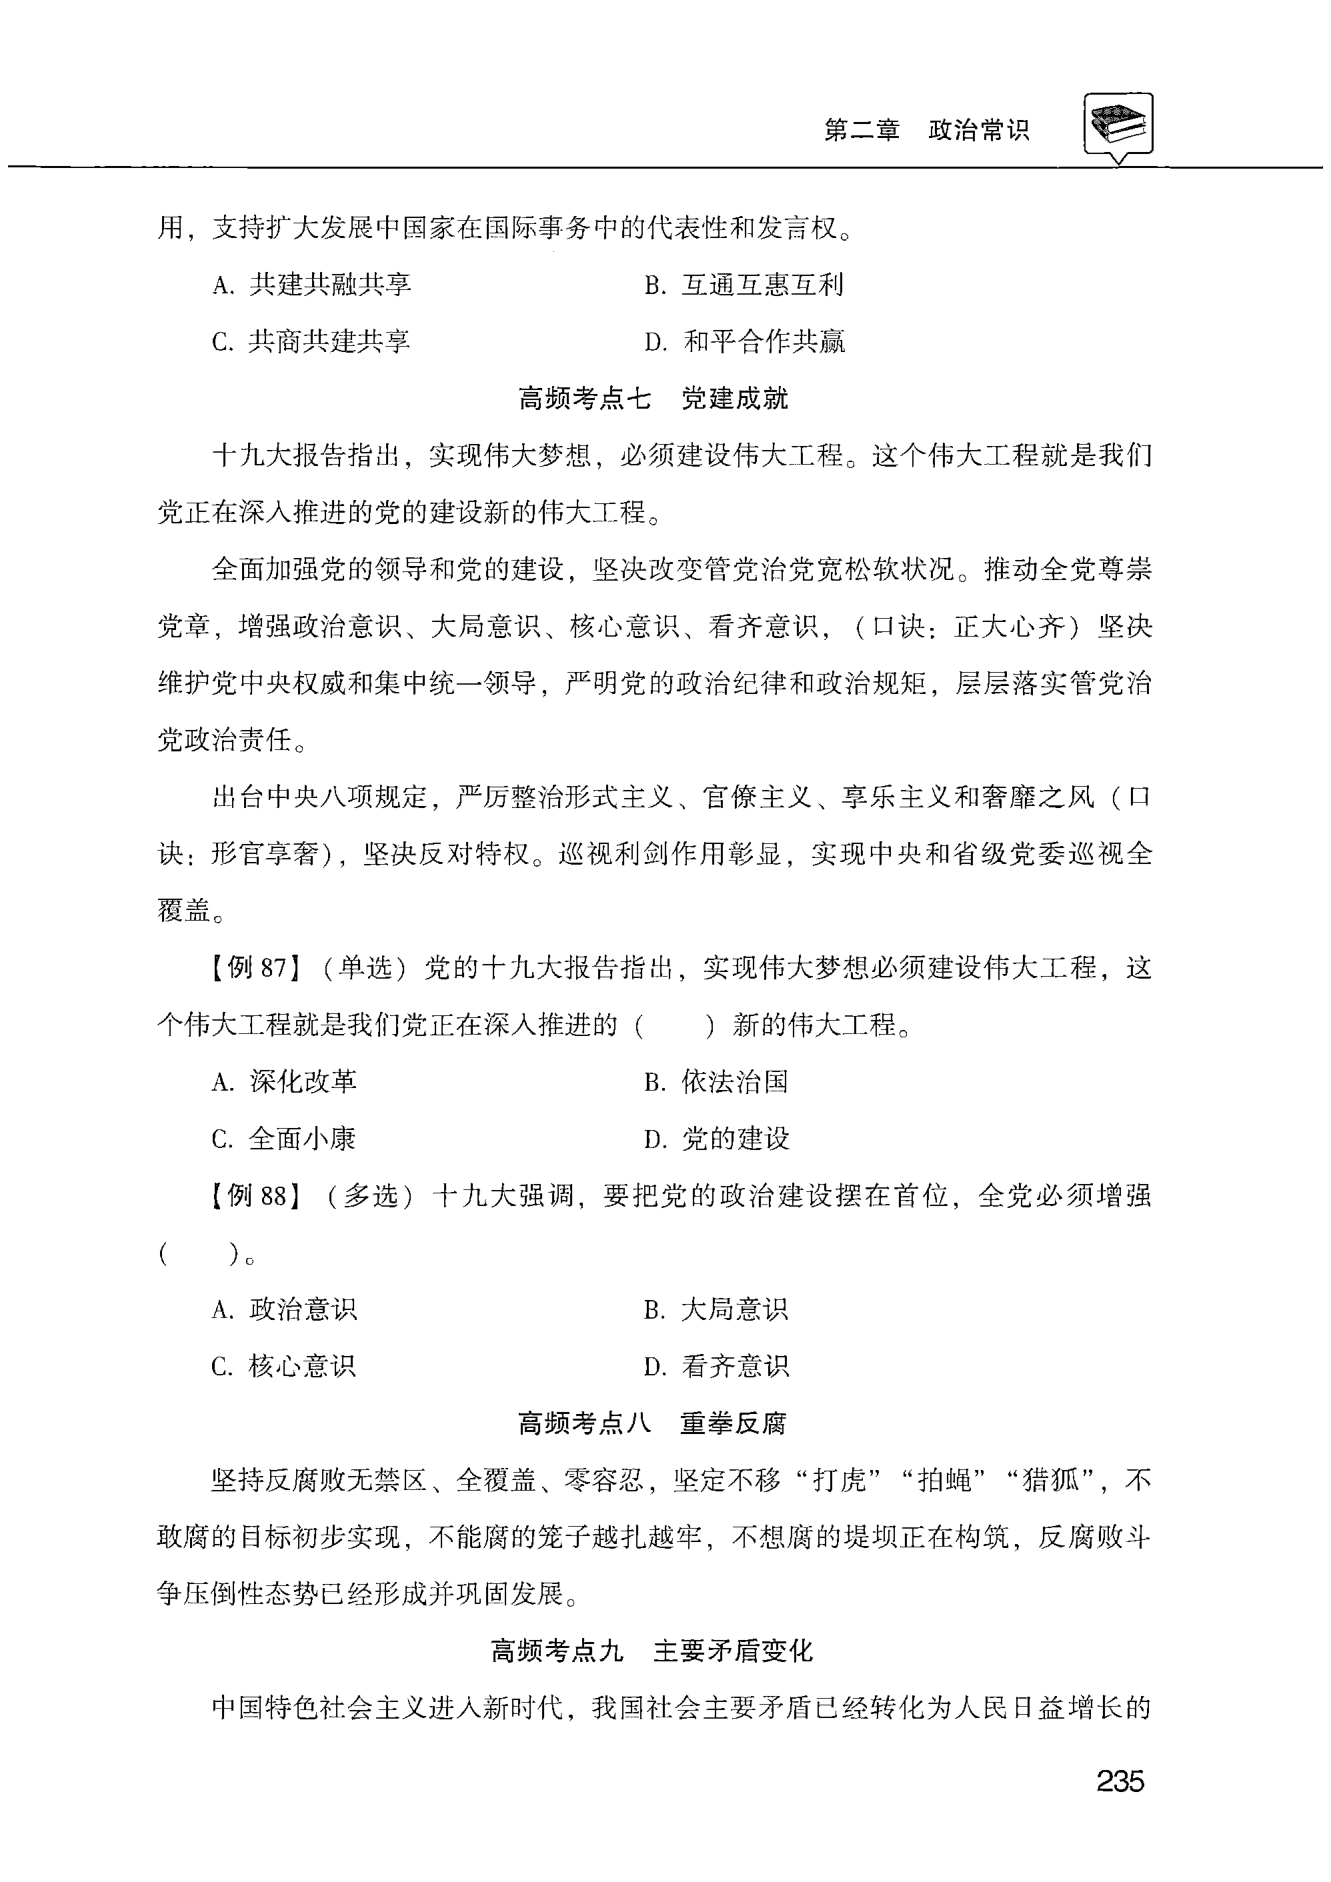 第二章 政治常识
用，支持扩大发展中国家在国际事务中的代表性和发言权。
A. 共建共融共享 B. 互通互惠互利
C. 共商共建共享 D. 和平合作共赢
高频考点七 党建成就
十九大报告指出，实现伟大梦想，必须建设伟大工程。这个伟大工程就是我们
党正在深入推进的党的建设新的伟大工程。
全面加强党的领导和党的建设，坚决改变管党治党宽松软状况。推动全党尊崇
党章，增强政治意识、大局意识、核心意识、看齐意识，（口诀：正大心齐）坚决
维护党中央权威和集中统一领导，严明党的政治纪律和政治规矩，层层落实管党治
党政治责任。
出台中央八项规定，严厉整治形式主义、官僚主义、享乐主义和奢靡之风（口
诀：形官享奢），坚决反对特权。巡视利剑作用彰显，实现中央和省级党委巡视全
覆盖。
【例 87】（单选）党的十九大报告指出，实现伟大梦想必须建设伟大工程，这
个伟大工程就是我们党正在深入推进的（  ）新的伟大工程。
A. 深化改革 B. 依法治国
C. 全面小康 D. 党的建设
【例 88】（多选）十九大强调，要把党的政治建设摆在首位，全党必须增强
（  ）。
A. 政治意识 B. 大局意识
C. 核心意识 D. 看齐意识
高频考点八 重拳反腐
坚持反腐败无禁区、全覆盖、零容忍，坚定不移“打虎”“拍蝇”“猎狐”，不
敢腐的目标初步实现，不能腐的笼子越扎越牢，不想腐的堤坝正在构筑，反腐败斗
争压倒性态势已经形成并巩固发展。
高频考点九 主要矛盾变化
中国特色社会主义进入新时代，我国社会主要矛盾已经转化为人民日益增长的
235